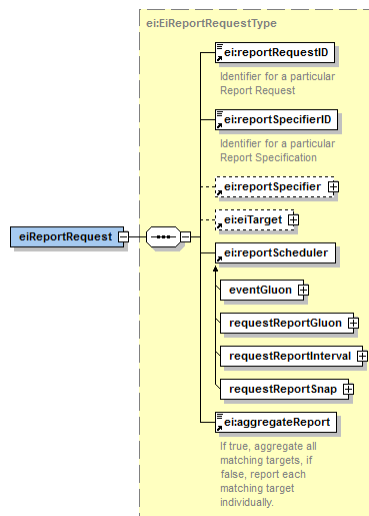 ei:EiReportRequestType
ei:reportRequestID
Identifier for a particular
Report Request
ei:reportSpecifierID
Identifier for a particular
Report Specification
ei:reportSpecifier
ei:eiTarget
eiReportRequest
ei:reportScheduler
eventGluon
requestReportGluon
requestReportInterval
requestReportSnap
ei:aggregateReport
If true, aggregate all
matching targets, if
false, report each
matching target
individually.